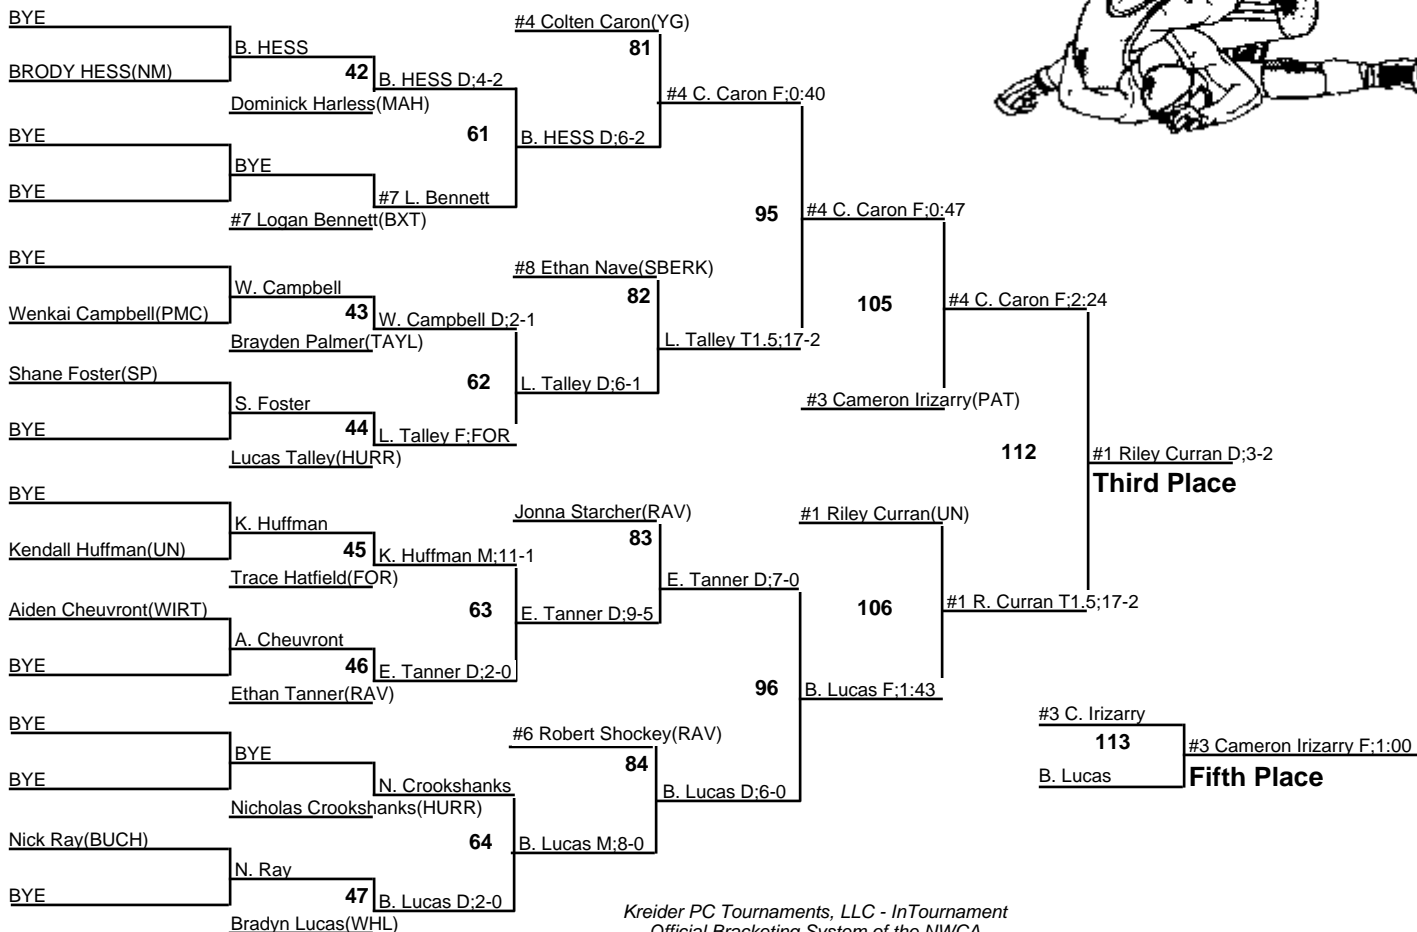 BYE
#4 Colten Caron(YG)
B. HESS
81
BRODY HESS(NM)
42
B. HESS D;4-2
#4 C. Caron F;0:40
Dominick Harless(MAH)
BYE
61
B. HESS D;6-2
BYE
BYE
#7 L. Bennett
#7 Logan Bennett(BXT)
95
#4 C. Caron F;0:47
BYE
#8 Ethan Nave(SBERK)
W. Campbell
82
105
#4 C. Caron F;2:24
Wenkai Campbell(PMC)
43
W. Campbell D;2-1
Brayden Palmer(TAYL)
L. Talley T1.5;17-2
Shane Foster(SP)
62
L. Talley D;6-1
#3 Cameron Irizarry(PAT)
S. Foster
BYE
44
L. Talley F;FOR
Lucas Talley(HURR)
112
#1 Riley Curran D;3-2
Third Place
BYE
Jonna Starcher(RAV)
#1 Riley Curran(UN)
K. Huffman
83
Kendall Huffman(UN)
45
K. Huffman M;11-1
Trace Hatfield(FOR)
E. Tanner D;7-0
Aiden Cheuvront(WIRT)
63
E. Tanner D;9-5
106
#1 R. Curran T1.5;17-2
A. Cheuvront
BYE
46
E. Tanner D;2-0
Ethan Tanner(RAV)
96
B. Lucas F;1:43
BYE
#6 Robert Shockey(RAV)
#3 C. Irizarry
BYE
84
113
#3 Cameron Irizarry F;1:00
BYE
N. Crookshanks
B. Lucas D;6-0
B. Lucas
Fifth Place
Nicholas Crookshanks(HURR)
Nick Ray(BUCH)
64
B. Lucas M;8-0
N. Ray
BYE
47
B. Lucas D;2-0
Bradyn Lucas(WHL)
Kreider PC Tournaments, LLC - InTournament
Official Bracketing System of the NWCA